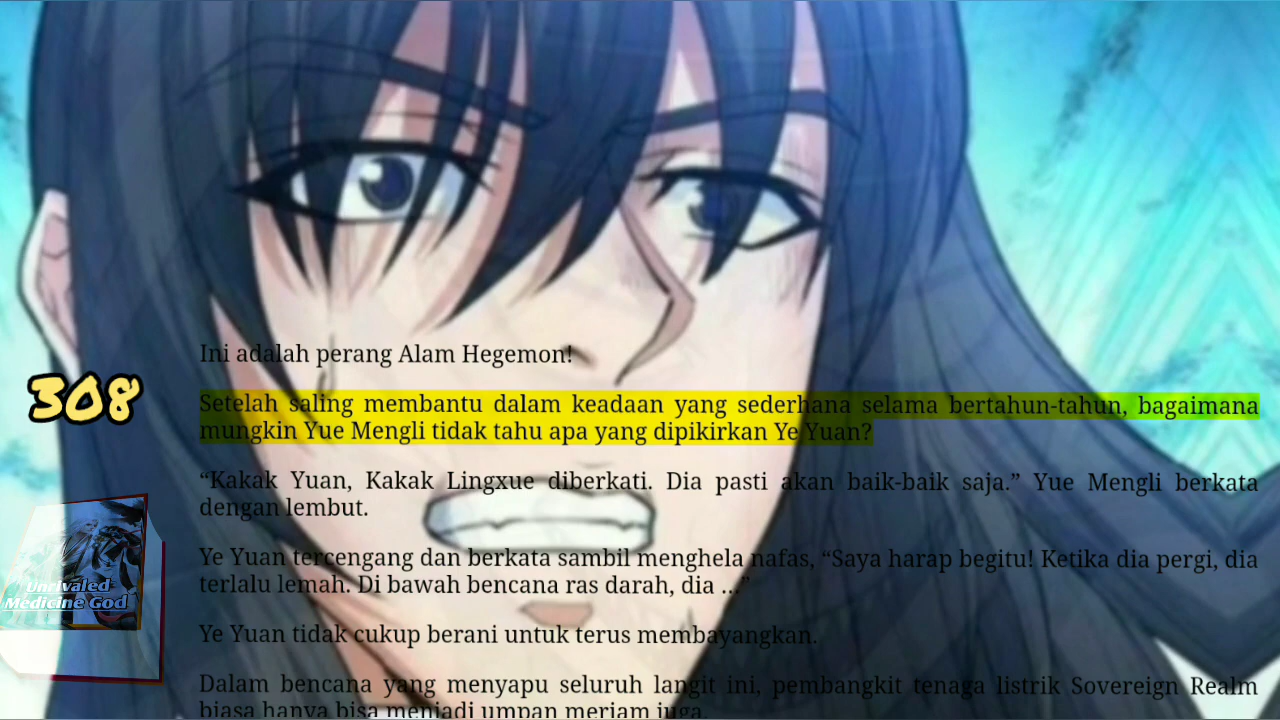 Ini adalah perang Alam Hegemon!
308
Setelah saling membantu dalam keadaan yang sederhana selama bertahun-tahun, bagaimana
mungkin Yue Mengli tidak tahu apa yang dipikirkan Ye Yuan?
“Kakak Yuan, Kakak Lingxue diberkati. Dia pasti akan baik-baik saja.” Yue Mengli berkata
dengan lembut.
Ye Yuan tercengang dan berkata sambil menghela nafas, “Saya harap begitu! Ketika dia pergi, dia
terlalu lemah. Di bawah bencana ras darah, dia ...”
Unrivaled
Medicine God
Ye Yuan tidak cukup berani untuk terus membayangkan.
Dalam bencana yang menyapu seluruh langit ini, pembangkit tenaga listrik Sovereign Realm
biasa hanya bisa menjadi umpan meriam juga.